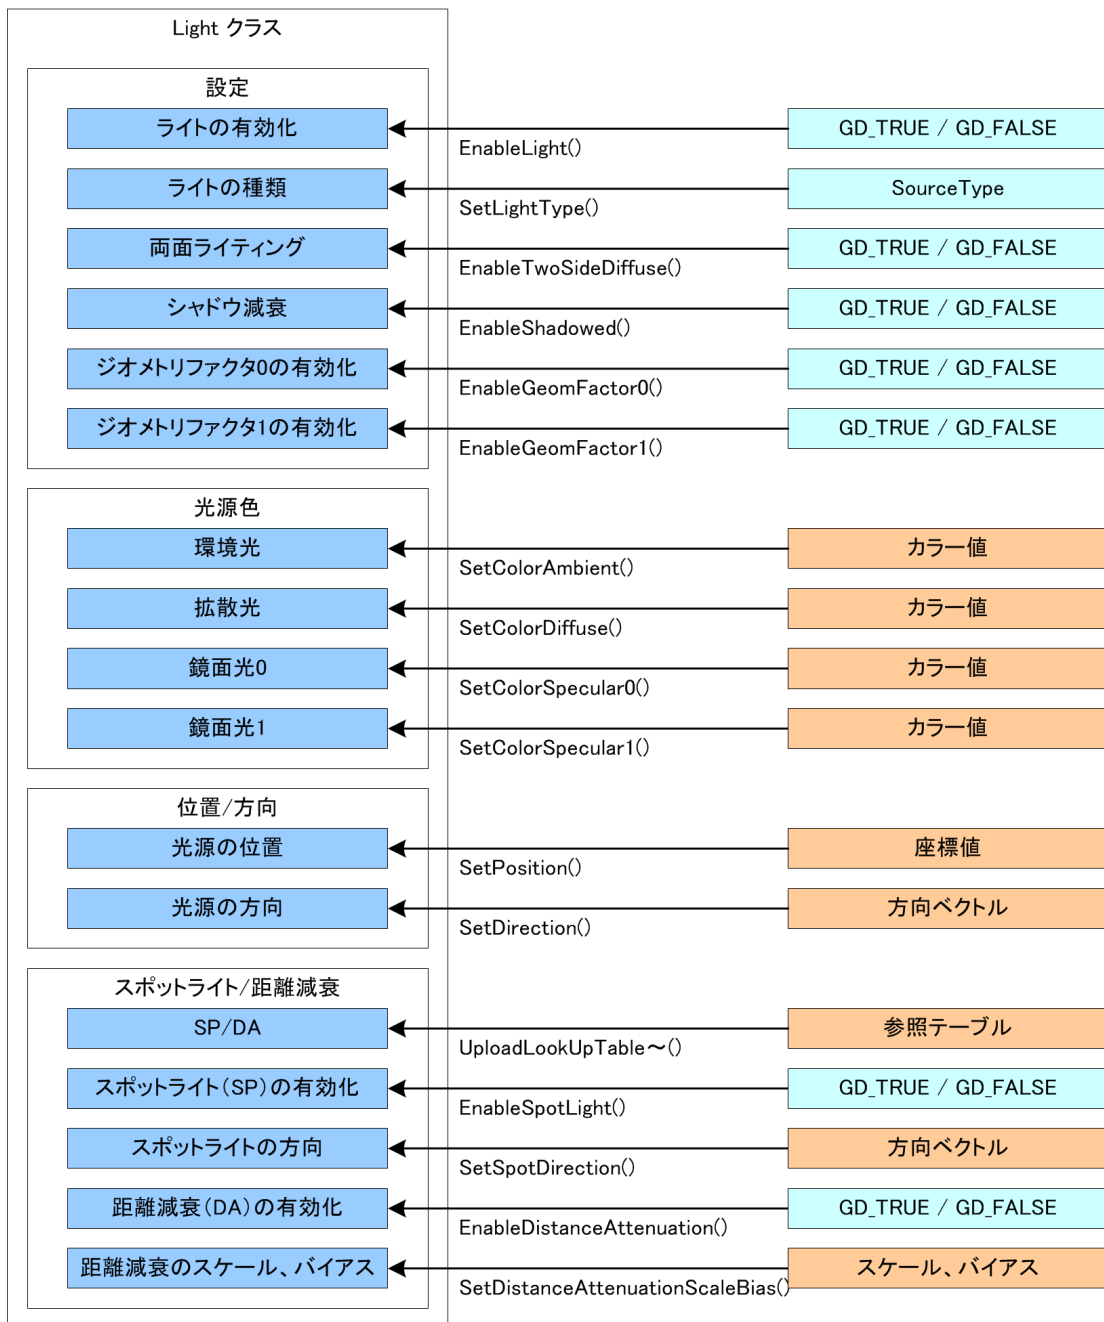 Light クラス
設定
ライトの有効化
EnableLight()
GD_TRUE / GD_FALSE
ライトの種類
SetLightType()
SourceType
両面ライティング
EnableTwoSideDiffuse()
GD_TRUE / GD_FALSE
シャドウ減衰
EnableShadowed()
GD_TRUE / GD_FALSE
ジオメトリファクタ0の有効化
EnableGeomFactor0()
GD_TRUE / GD_FALSE
ジオメトリファクタ1の有効化
EnableGeomFactor1()
GD_TRUE / GD_FALSE
光源色
環境光
SetColorAmbient()
カラー値
拡散光
SetColorDiffuse()
カラー値
鏡面光0
SetColorSpecular0()
カラー値
鏡面光1
SetColorSpecular1()
カラー値
位置/方向
光源の位置
SetPosition()
座標値
光源の方向
SetDirection()
方向ベクトル
スポットライト/距離減衰
SP/DA
UploadLookUpTable～()
参照テーブル
スポットライト(SP)の有効化
EnableSpotLight()
GD_TRUE / GD_FALSE
スポットライトの方向
SetSpotDirection()
方向ベクトル
距離減衰(DA)の有効化
EnableDistanceAttenuation()
GD_TRUE / GD_FALSE
距離減衰のスケール、バイアス
SetDistanceAttenuationScaleBias()
スケール、バイアス